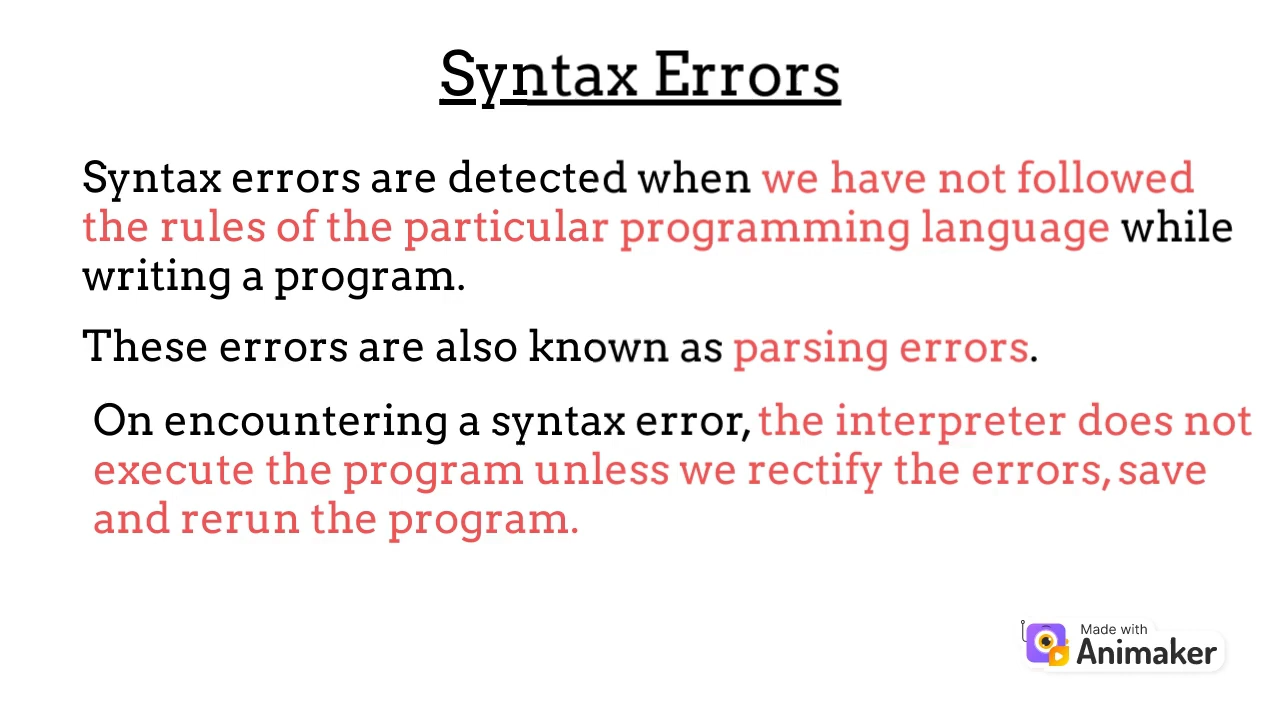 Syntax Errors
Syntax errors are detected when we have not followed
the rules of the particular programming language while
writing a program.
These errors are also known as parsing errors.
On encountering a syntax error, the interpreter does not
execute the program unless we rectify the errors, save
and rerun the program.
Made with
Animaker